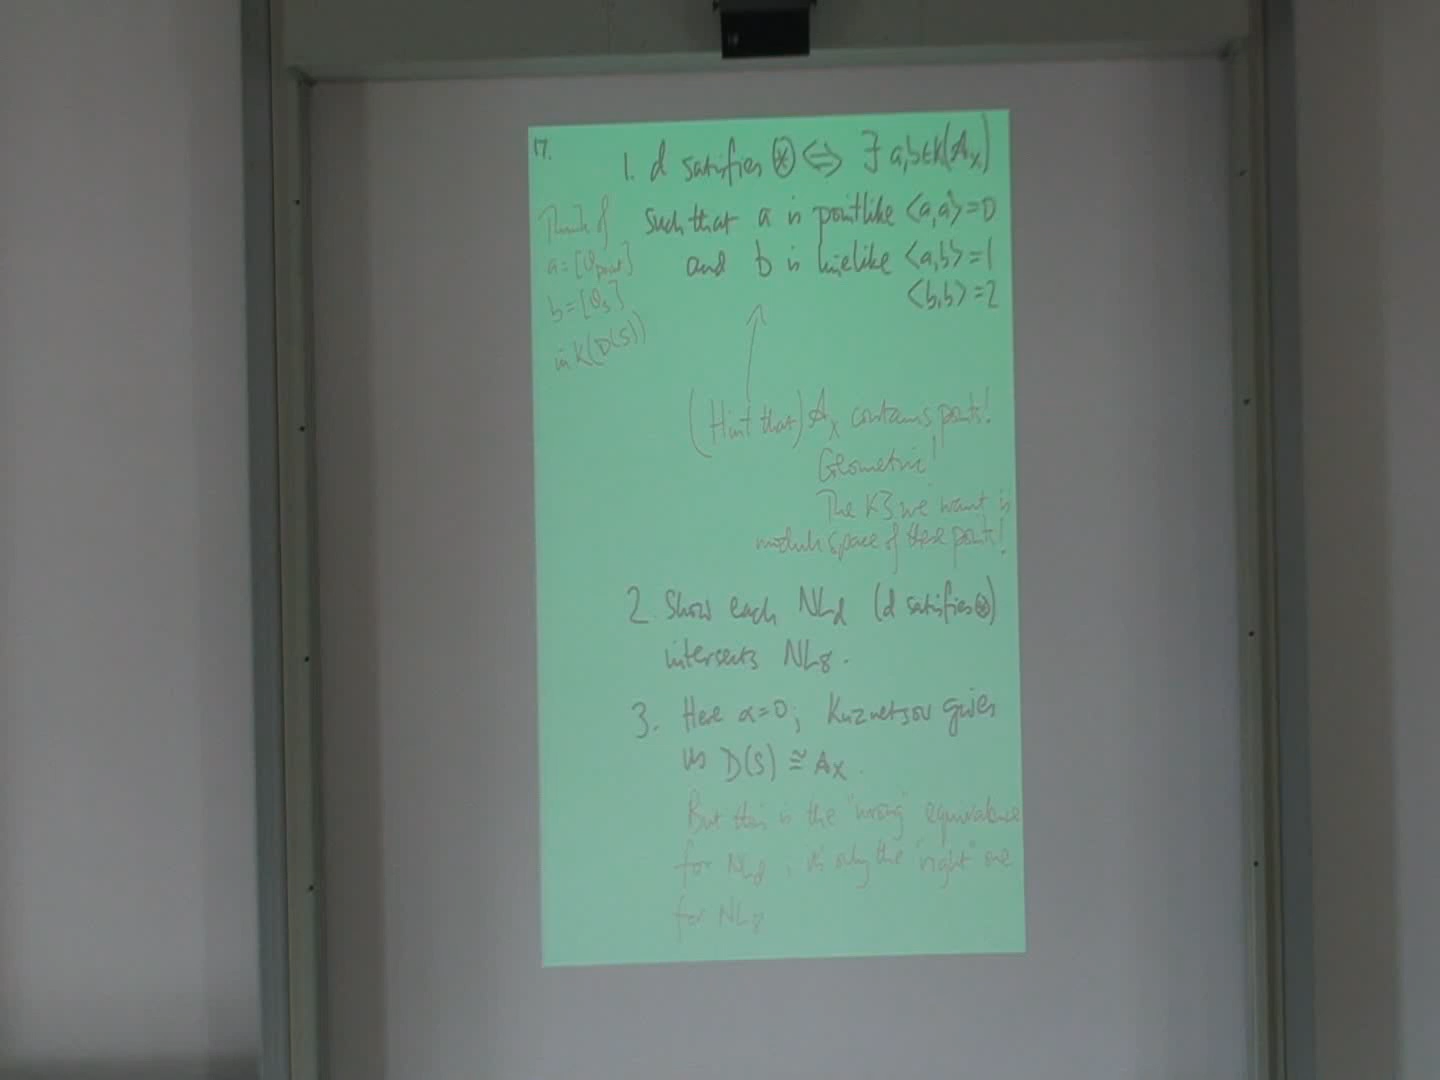 17.
1. d satisfies ⊛ ⇔ ∃ a,b ∈ K(A_X)
such that a is pointlike ⟨a,a⟩ = 0
and b is linelike ⟨a,b⟩ = 1
⟨b,b⟩ = 2
Think of
a = [O_point]
b = [O_S]
in K(D(S))
(Hint that) A_X contains points!
Geometric!
The K3 we want is
moduli space of these points!
2. Show each NL_d (d satisfies ⊛)
intersects NL_8.
3. Here α=0; Kuznetsov gives
us D(S) ≅ A_X.
But this is the "wrong" equivalence
for NL_d, it's only the "right" one
for NL_8